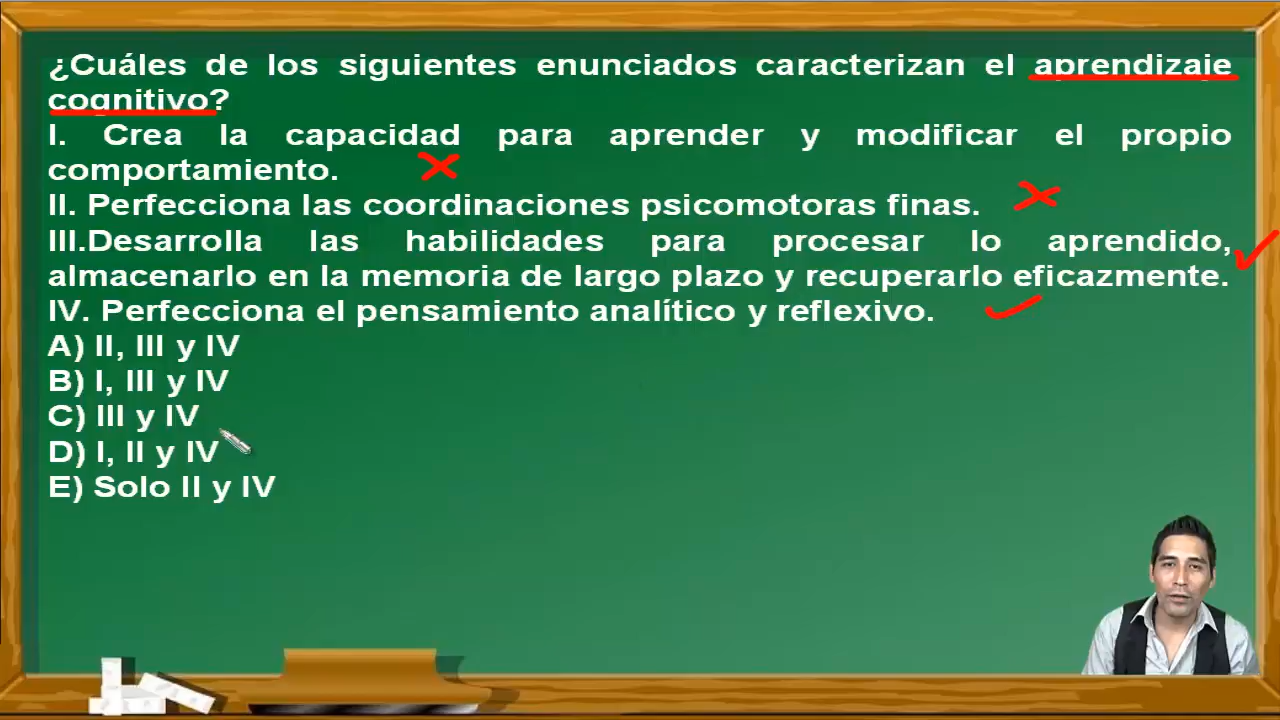 ¿Cuáles de los siguientes enunciados caracterizan el aprendizaje
cognitivo?
I. Crea la capacidad para aprender y modificar el propio
comportamiento.
II. Perfecciona las coordinaciones psicomotoras finas.
III.Desarrolla las habilidades para procesar lo aprendido,
almacenarlo en la memoria de largo plazo y recuperarlo eficazmente.
IV. Perfecciona el pensamiento analítico y reflexivo.
A) II, III y IV
B) I, III y IV
C) III y IV
D) I, II y IV
E) Solo II y IV